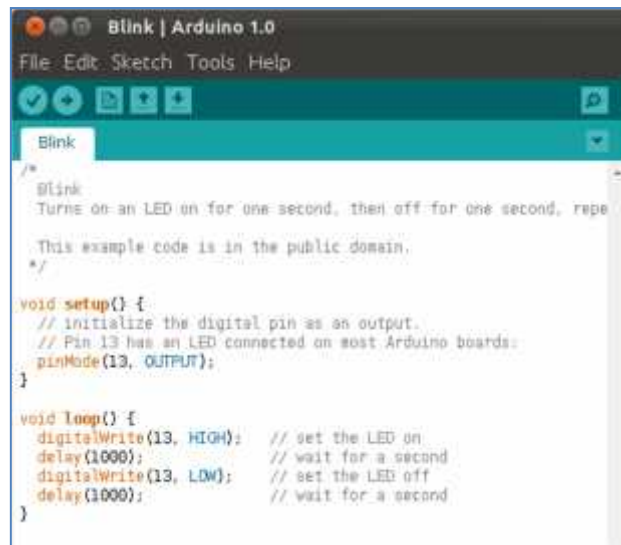 Blink | Arduino 1.0
File Edit Sketch Tools Help
Blink
/*
  Blink
  Turns on an LED on for one second, then off for one second, repe

  This example code is in the public domain.
 */

void setup() {
  // initialize the digital pin as an output.
  // Pin 13 has an LED connected on most Arduino boards:
  pinMode(13, OUTPUT);
}

void loop() {
  digitalWrite(13, HIGH);   // set the LED on
  delay(1000);              // wait for a second
  digitalWrite(13, LOW);    // set the LED off
  delay(1000);              // wait for a second
}